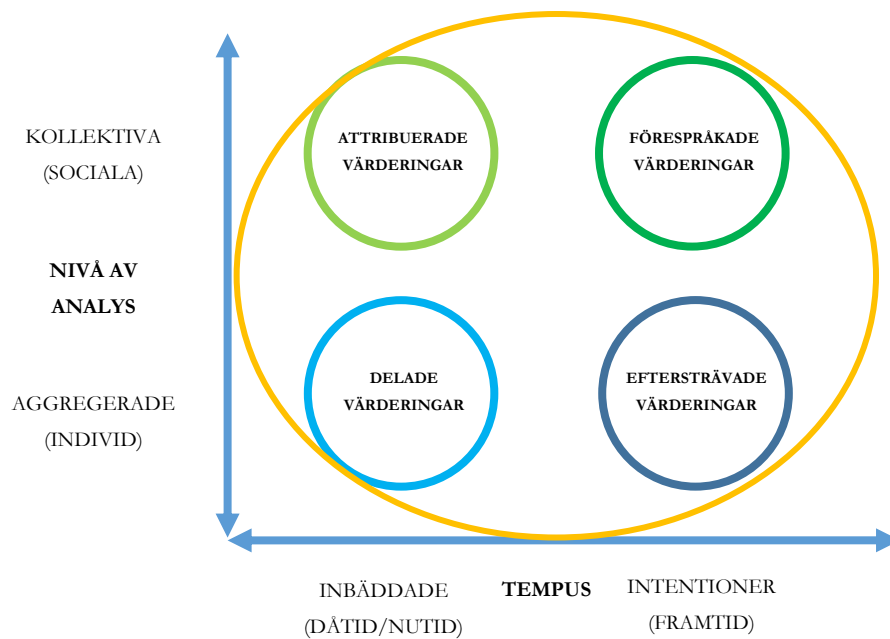 KOLLEKTIVA
(SOCIALA)
ATTRIBUERADE
VÄRDERINGAR
FÖRESPRÅKADE
VÄRDERINGAR
NIVÅ AV
ANALYS
AGGREGERADE
(INDIVID)
DELADE
VÄRDERINGAR
EFTERSTRÄVADE
VÄRDERINGAR
INBÄDDADE
(DÅTID/NUTID)
TEMPUS
INTENTIONER
(FRAMTID)